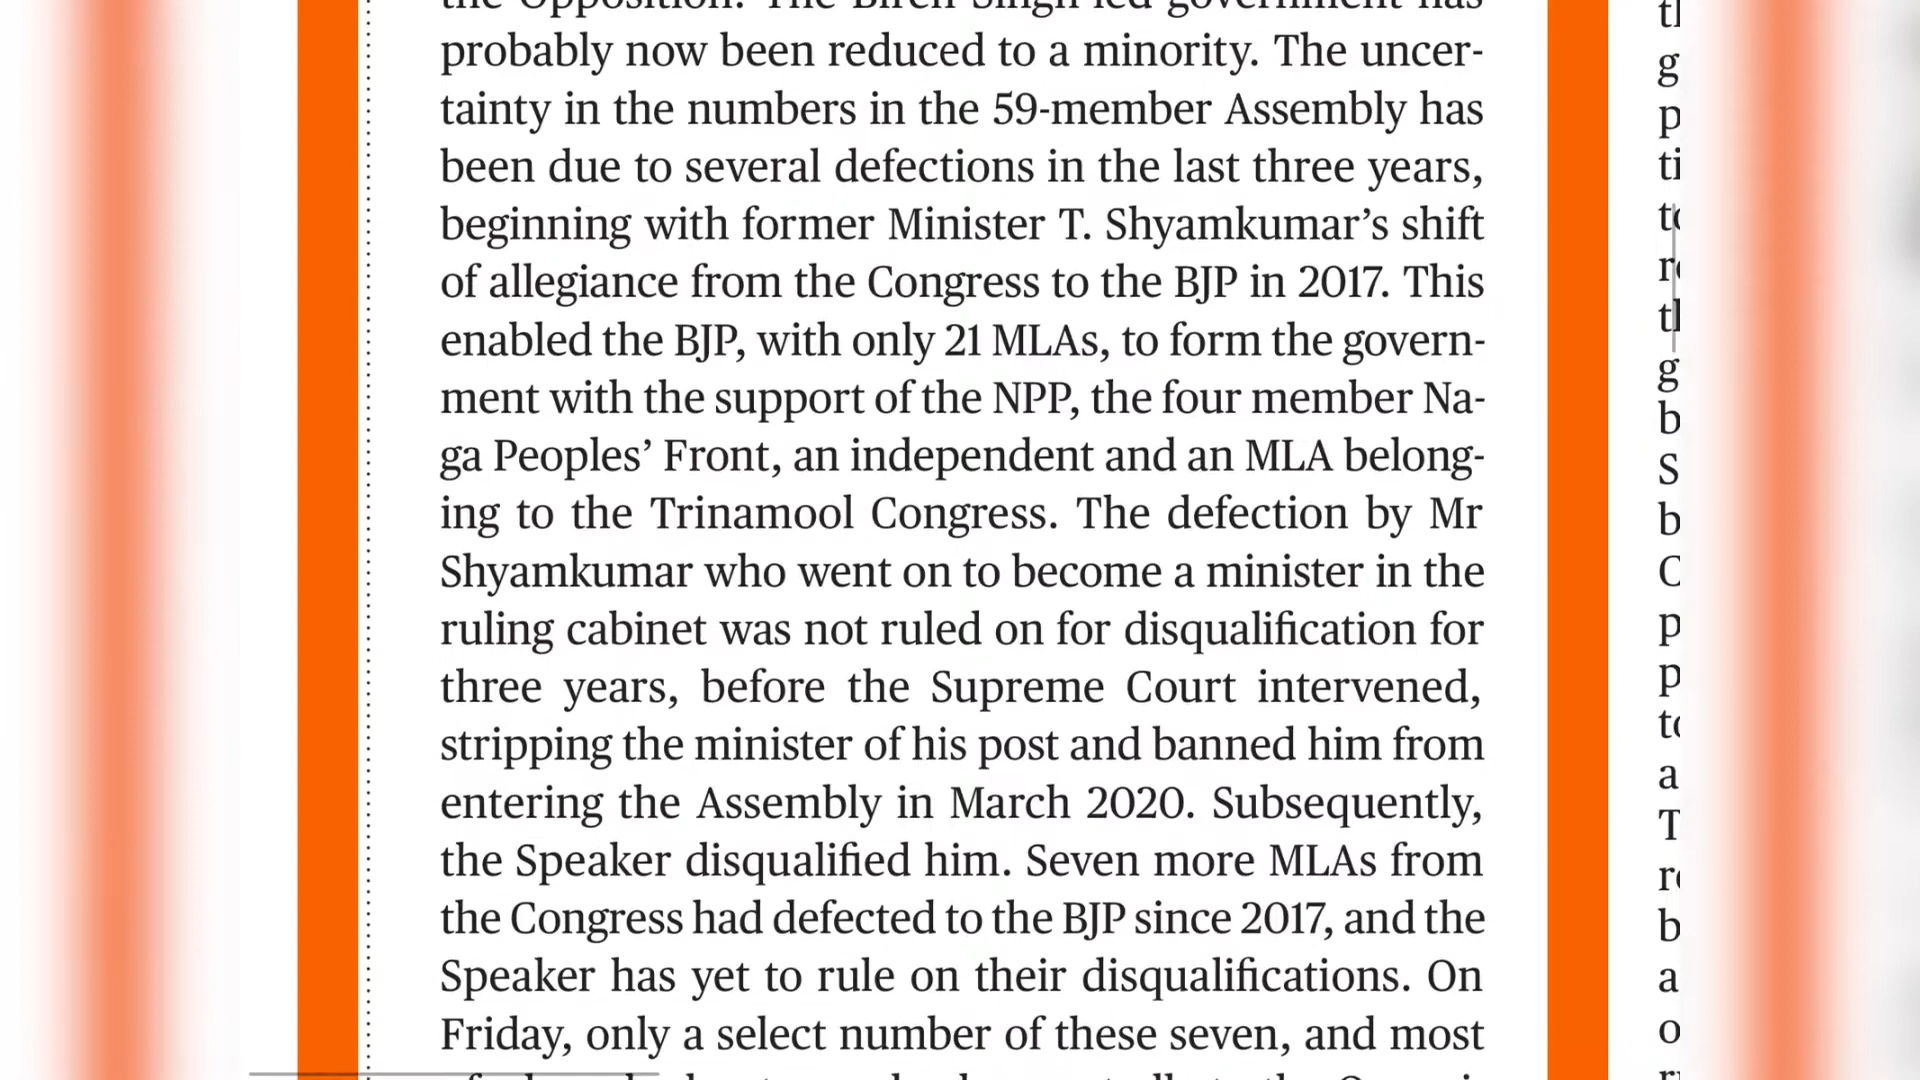 the Opposition. The Biren Singh led government has
probably now been reduced to a minority. The uncer-
tainty in the numbers in the 59-member Assembly has
been due to several defections in the last three years,
beginning with former Minister T. Shyamkumar’s shift
of allegiance from the Congress to the BJP in 2017. This
enabled the BJP, with only 21 MLAs, to form the govern-
ment with the support of the NPP, the four member Na-
ga Peoples’ Front, an independent and an MLA belong-
ing to the Trinamool Congress. The defection by Mr
Shyamkumar who went on to become a minister in the
ruling cabinet was not ruled on for disqualification for
three years, before the Supreme Court intervened,
stripping the minister of his post and banned him from
entering the Assembly in March 2020. Subsequently,
the Speaker disqualified him. Seven more MLAs from
the Congress had defected to the BJP since 2017, and the
Speaker has yet to rule on their disqualifications. On
Friday, only a select number of these seven, and most